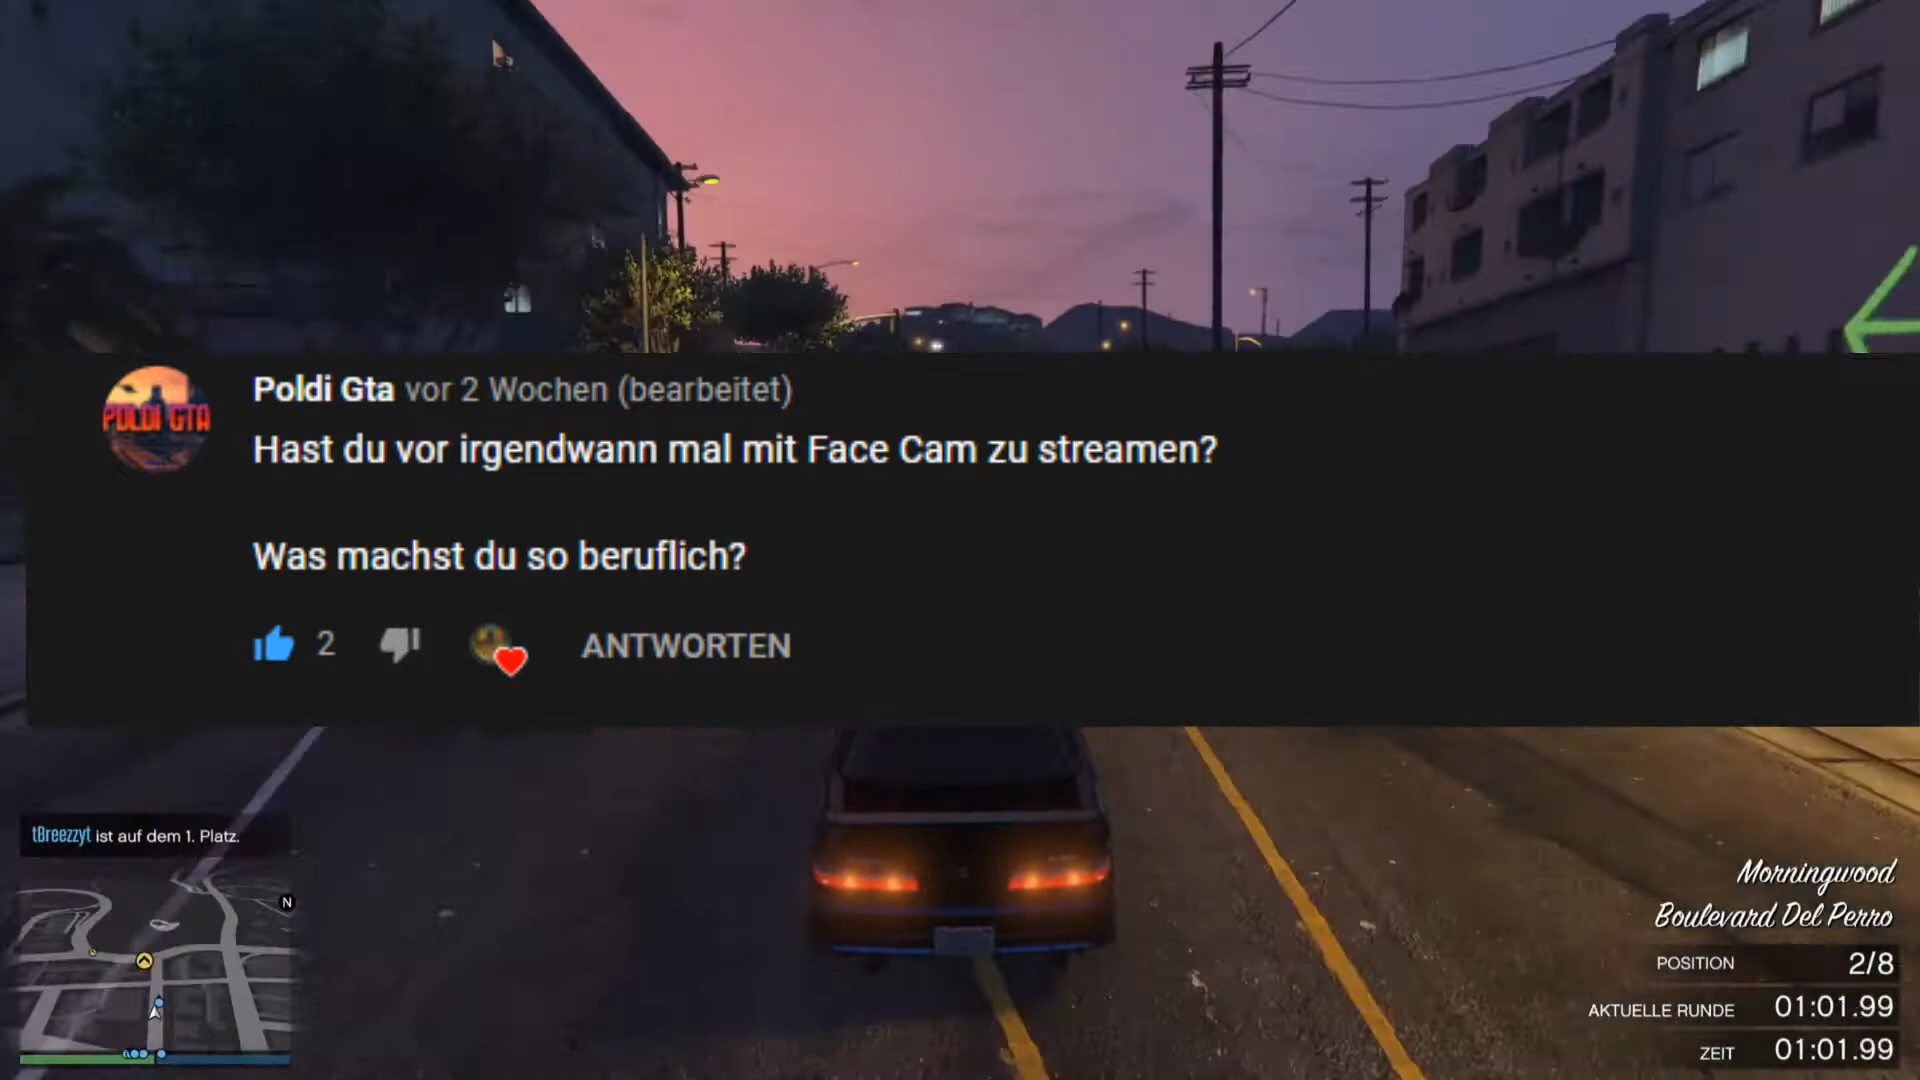 POLDI GTA
Poldi Gta vor 2 Wochen (bearbeitet)
Hast du vor irgendwann mal mit Face Cam zu streamen?
Was machst du so beruflich?
2
ANTWORTEN
tBreezzyt ist auf dem 1. Platz.
N
Morningwood
Boulevard Del Perro
POSITION 2/8
AKTUELLE RUNDE 01:01.99
ZEIT 01:01.99